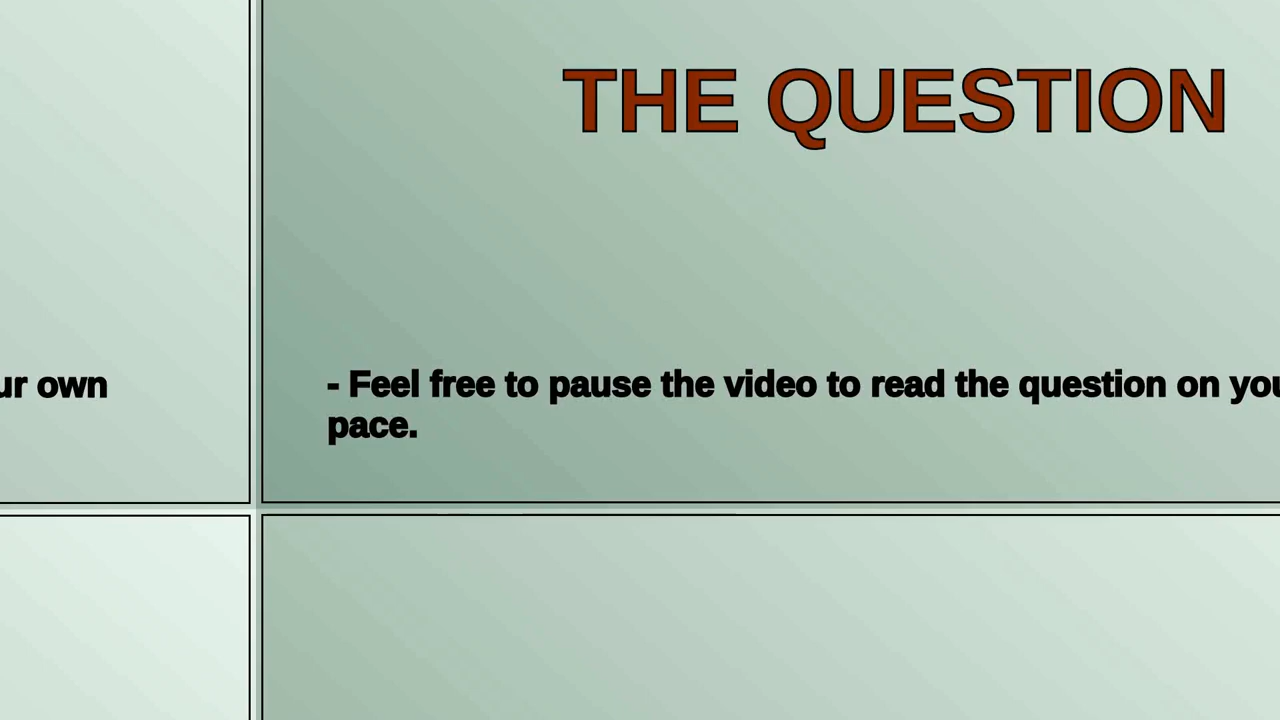 THE QUESTION
ur own
- Feel free to pause the video to read the question on you
pace.